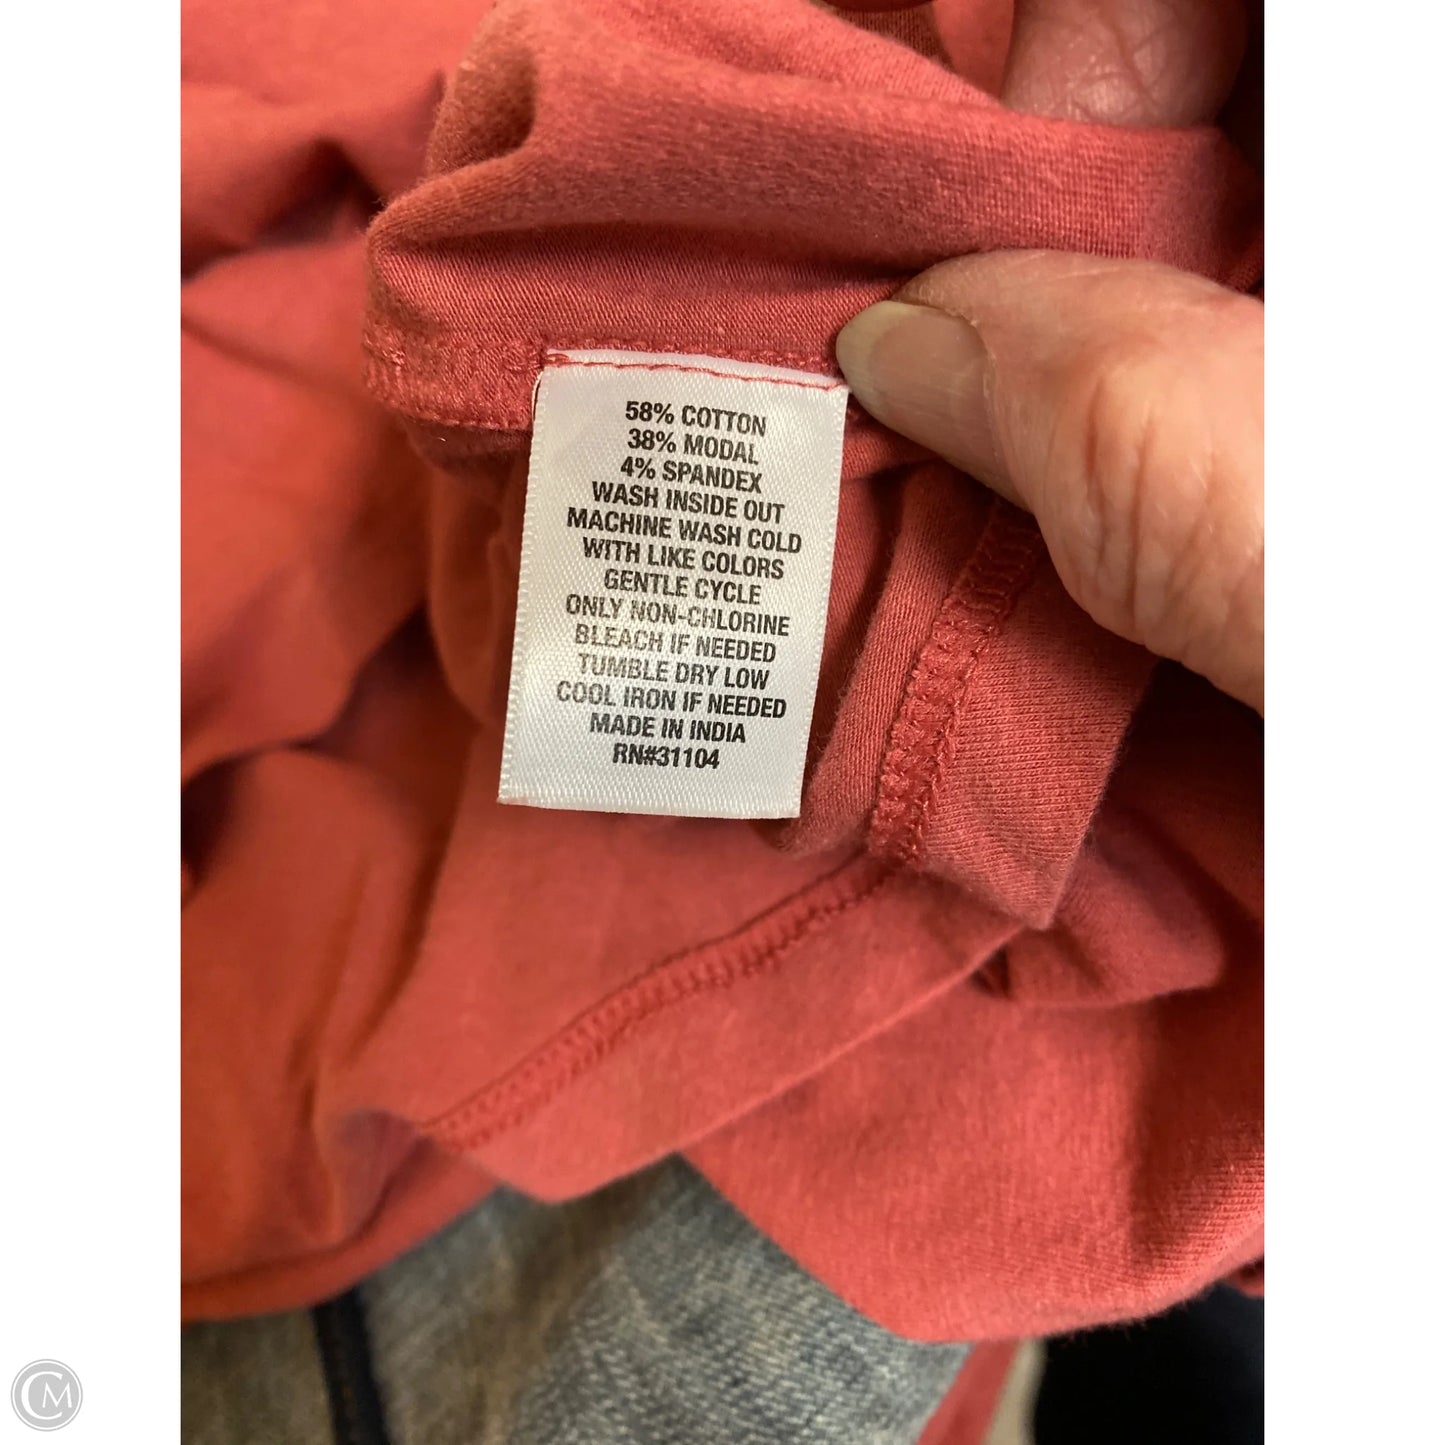 58% COTTON
38% MODAL
4% SPANDEX
WASH INSIDE OUT
MACHINE WASH COLD
WITH LIKE COLORS
GENTLE CYCLE
ONLY NON-CHLORINE
BLEACH IF NEEDED
TUMBLE DRY LOW
COOL IRON IF NEEDED
MADE IN INDIA
RN#31104
CM